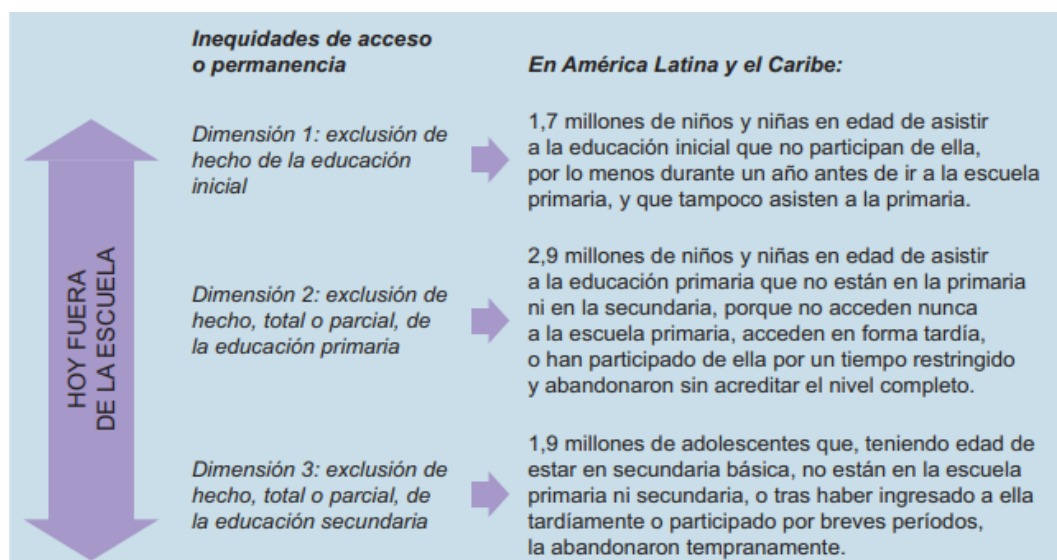 Inequidades de acceso
o permanencia
En América Latina y el Caribe:
HOY FUERA
DE LA ESCUELA
Dimensión 1: exclusión de
hecho de la educación
inicial
1,7 millones de niños y niñas en edad de asistir
a la educación inicial que no participan de ella,
por lo menos durante un año antes de ir a la escuela
primaria, y que tampoco asisten a la primaria.
Dimensión 2: exclusión de
hecho, total o parcial, de
la educación primaria
2,9 millones de niños y niñas en edad de asistir
a la educación primaria que no están en la primaria
ni en la secundaria, porque no acceden nunca
a la escuela primaria, acceden en forma tardía,
o han participado de ella por un tiempo restringido
y abandonaron sin acreditar el nivel completo.
Dimensión 3: exclusión de
hecho, total o parcial, de
la educación secundaria
1,9 millones de adolescentes que, teniendo edad de
estar en secundaria básica, no están en la escuela
primaria ni secundaria, o tras haber ingresado a ella
tardíamente o participado por breves períodos,
la abandonaron tempranamente.